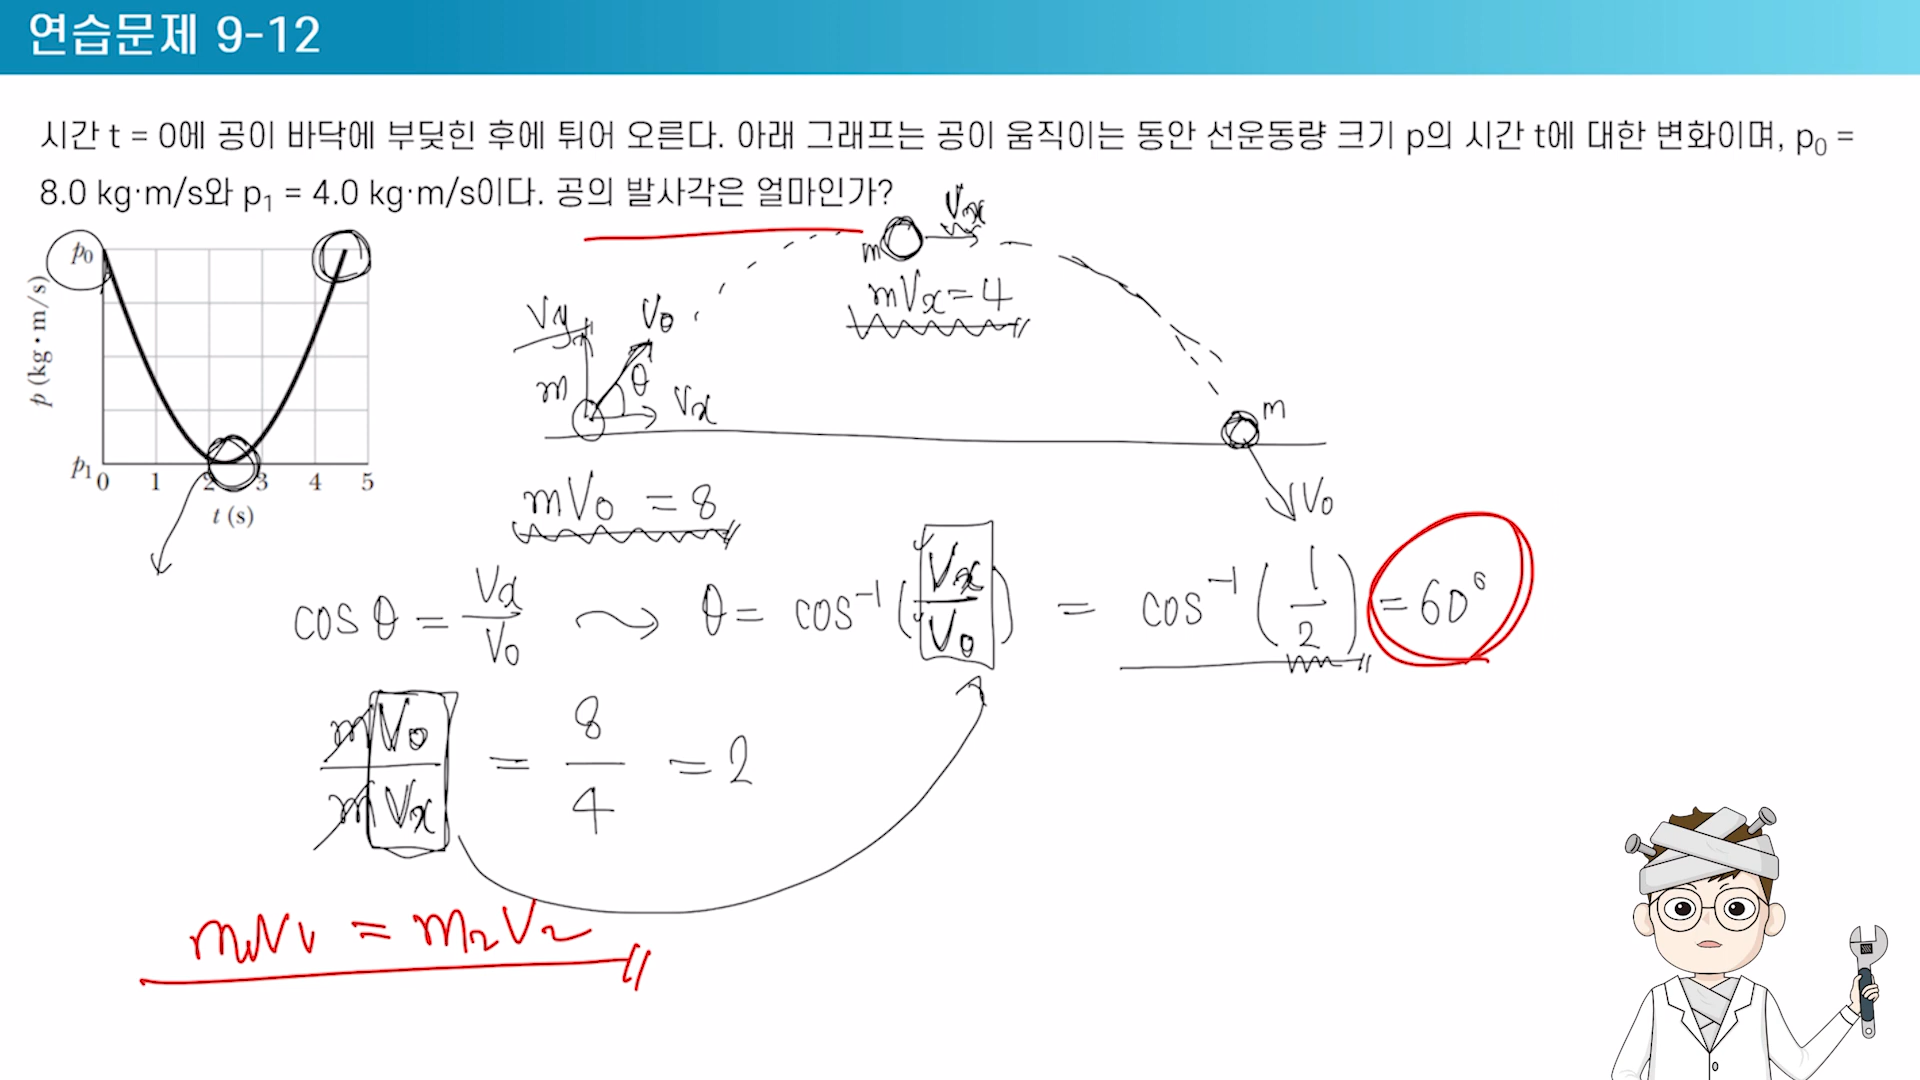 연습문제 9-12
시간 t = 0에 공이 바닥에 부딪힌 후에 튀어 오른다. 아래 그래프는 공이 움직이는 동안 선운동량 크기 p의 시간 t에 대한 변화이며, p₀ =
8.0 kg·m/s와 p₁ = 4.0 kg·m/s이다. 공의 발사각은 얼마인가?
p₀
p (kg · m/s)
p₁
0 1 2 3 4 5
t (s)
Vx
m
mVx = 4
Vy
V₀
m
θ
Vx
m
V₀
mV₀ = 8
cos θ = Vx/V₀ ⇝ θ = cos⁻¹(Vx/V₀) = cos⁻¹(1/2) = 60°
mV₀/mVx = 8/4 = 2
m₁V₁ = m₂V₂